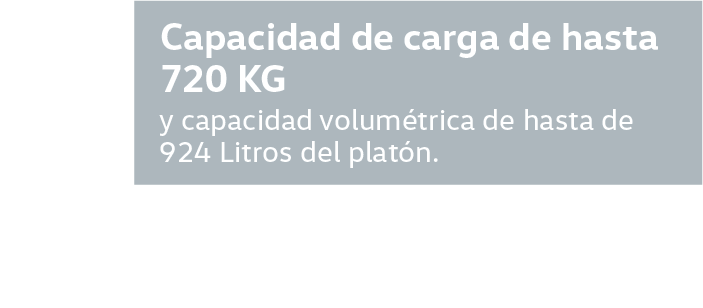 Capacidad de carga de hasta
720 KG
y capacidad volumétrica de hasta de
924 Litros del platón.